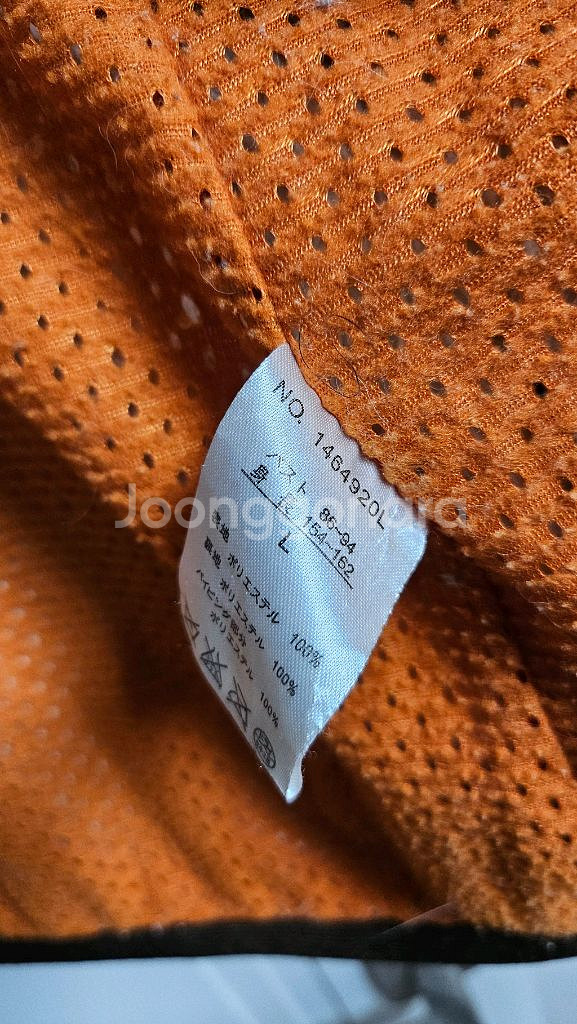 NO. 1464920L
バスト 86~94
身 長 154~162
L
表地 ポリエステル 100%
裏地 ポリエステル 100%
パイピング部分
ポリエステル 100%
JoongGonara